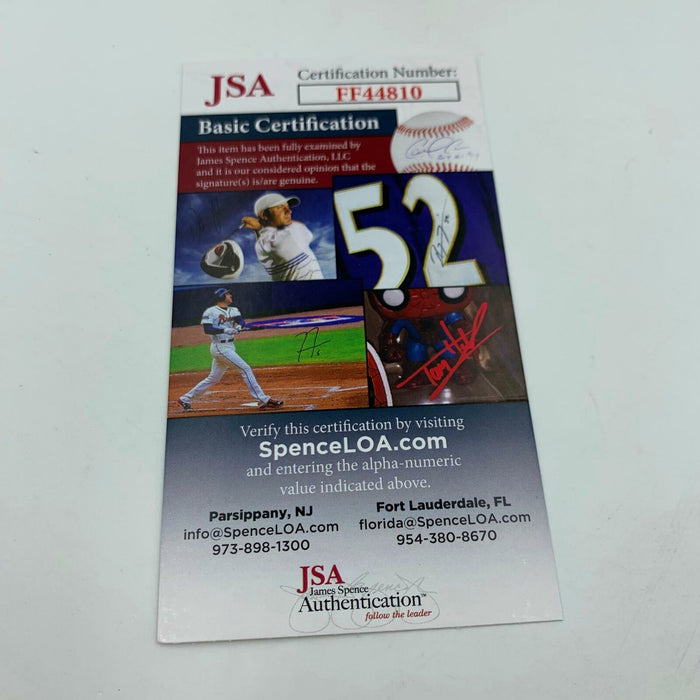 JSA
Certification Number:
FF44810
Basic Certification
This item has been fully examined by
James Spence Authentication, LLC
and it is our considered opinion that the
signature(s) is/are genuine.
52
Verify this certification by visiting
SpenceLOA.com
and entering the alpha-numeric
value indicated above.
Parsippany, NJ
info@SpenceLOA.com
973-898-1300
Fort Lauderdale, FL
florida@SpenceLOA.com
954-380-8670
JSA
James Spence
Authentication™
follow the leader